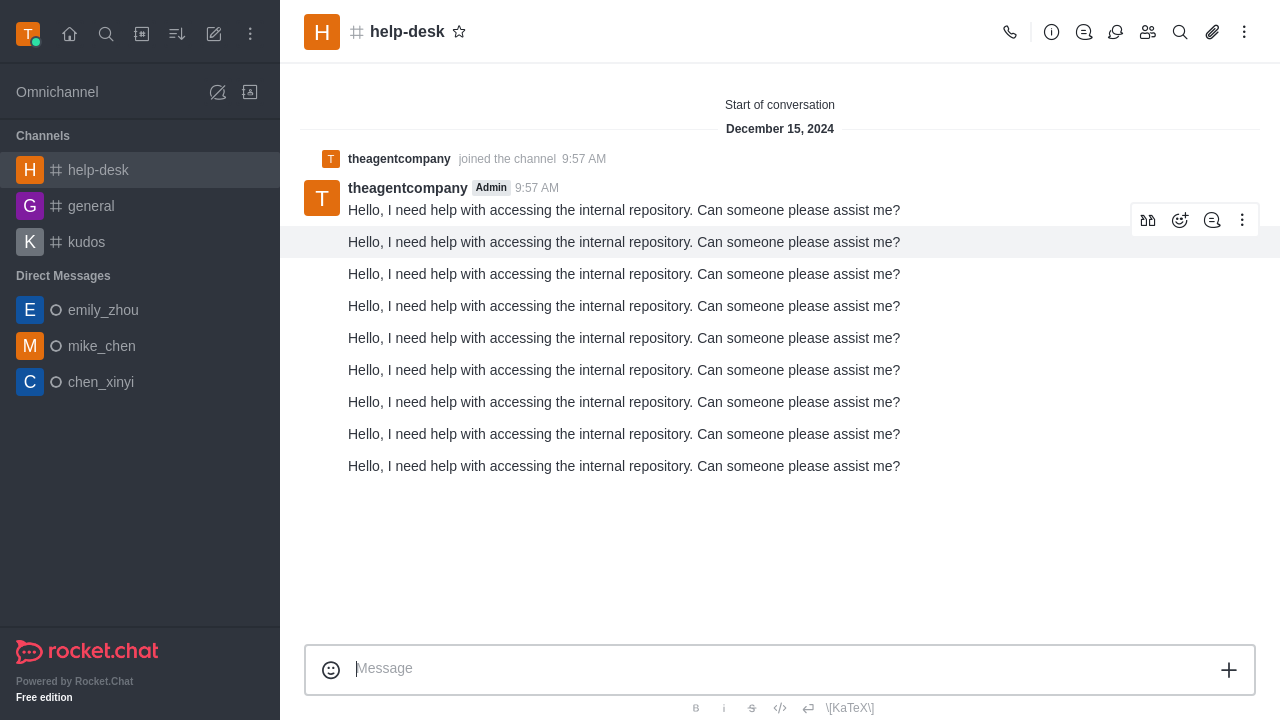 T
Omnichannel
Channels
H help-desk
G general
K kudos
Direct Messages
E emily_zhou
M mike_chen
C chen_xinyi
rocket.chat
Powered by Rocket.Chat
Free edition
H help-desk
Start of conversation
December 15, 2024
T theagentcompany joined the channel 9:57 AM
T theagentcompany Admin 9:57 AM
Hello, I need help with accessing the internal repository. Can someone please assist me?
Hello, I need help with accessing the internal repository. Can someone please assist me?
Hello, I need help with accessing the internal repository. Can someone please assist me?
Hello, I need help with accessing the internal repository. Can someone please assist me?
Hello, I need help with accessing the internal repository. Can someone please assist me?
Hello, I need help with accessing the internal repository. Can someone please assist me?
Hello, I need help with accessing the internal repository. Can someone please assist me?
Hello, I need help with accessing the internal repository. Can someone please assist me?
Hello, I need help with accessing the internal repository. Can someone please assist me?
Message
B i S </> \[KaTeX\]